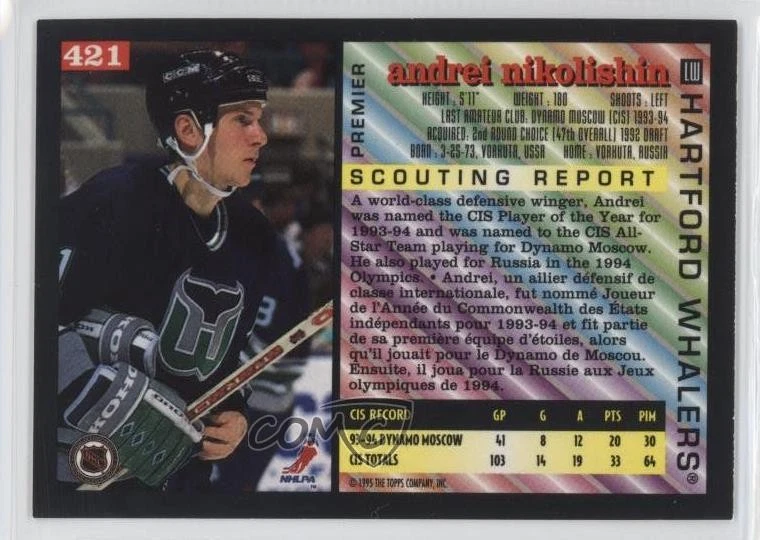 421
PREMIER
andrei nikolishin
LW
HARTFORD WHALERS®
HEIGHT : 5'11" WEIGHT : 180 SHOOTS : LEFT
LAST AMATEUR CLUB: DYNAMO MOSCOW (CIS) 1993-94
ACQUIRED: 2nd ROUND CHOICE (47th OVERALL) 1992 DRAFT
BORN : 3-25-73, VORKUTA, USSR HOME : VORKUTA, RUSSIA
SCOUTING REPORT
A world-class defensive winger, Andrei
was named the CIS Player of the Year for
1993-94 and was named to the CIS All-
Star Team playing for Dynamo Moscow.
He also played for Russia in the 1994
Olympics. • Andrei, un ailier défensif de
classe internationale, fut nommé Joueur
de l'Année du Commonwealth des États
indépendants pour 1993-94 et fit partie
de sa première équipe d'étoiles, alors
qu'il jouait pour le Dynamo de Moscou.
Ensuite, il joua pour la Russie aux Jeux
olympiques de 1994.
CIS RECORD GP G A PTS PIM
93-94 DYNAMO MOSCOW 41 8 12 20 30
CIS TOTALS 103 14 19 33 64
© 1995 THE TOPPS COMPANY, INC.
CCM
KOHO
KOHO
NHL
NHLPA
TM
COMC